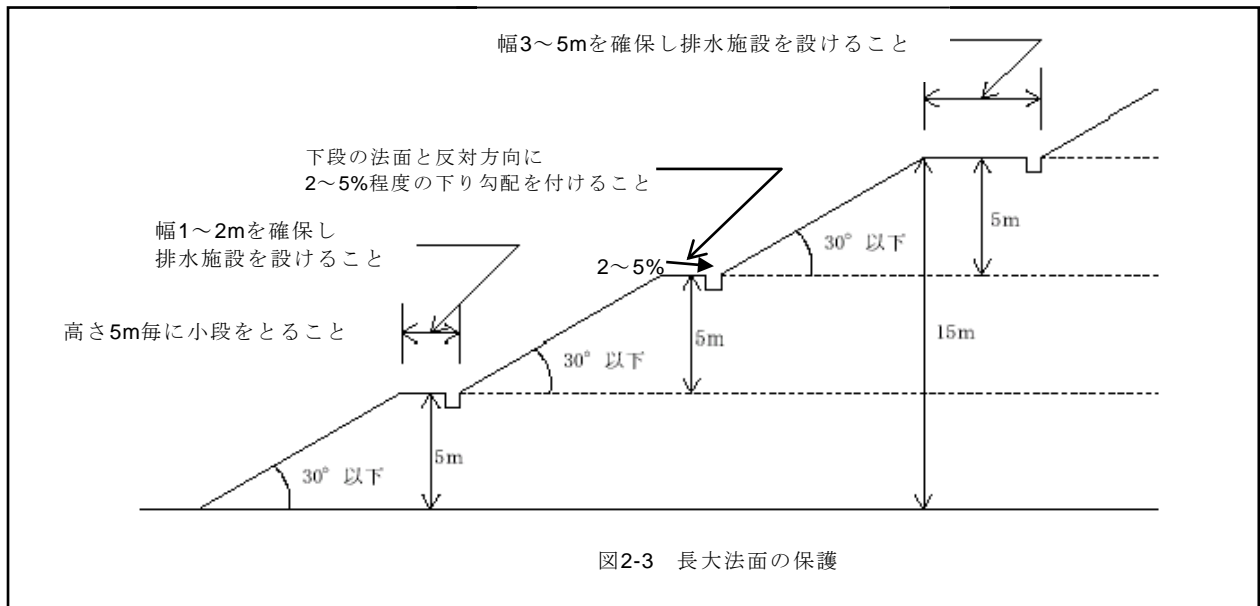 幅3～5mを確保し排水施設を設けること
下段の法面と反対方向に
2～5%程度の下り勾配を付けること
幅1～2mを確保し
排水施設を設けること
高さ5m毎に小段をとること
2～5%
30° 以下
5m
30° 以下
5m
15m
30° 以下
5m
図2-3 長大法面の保護